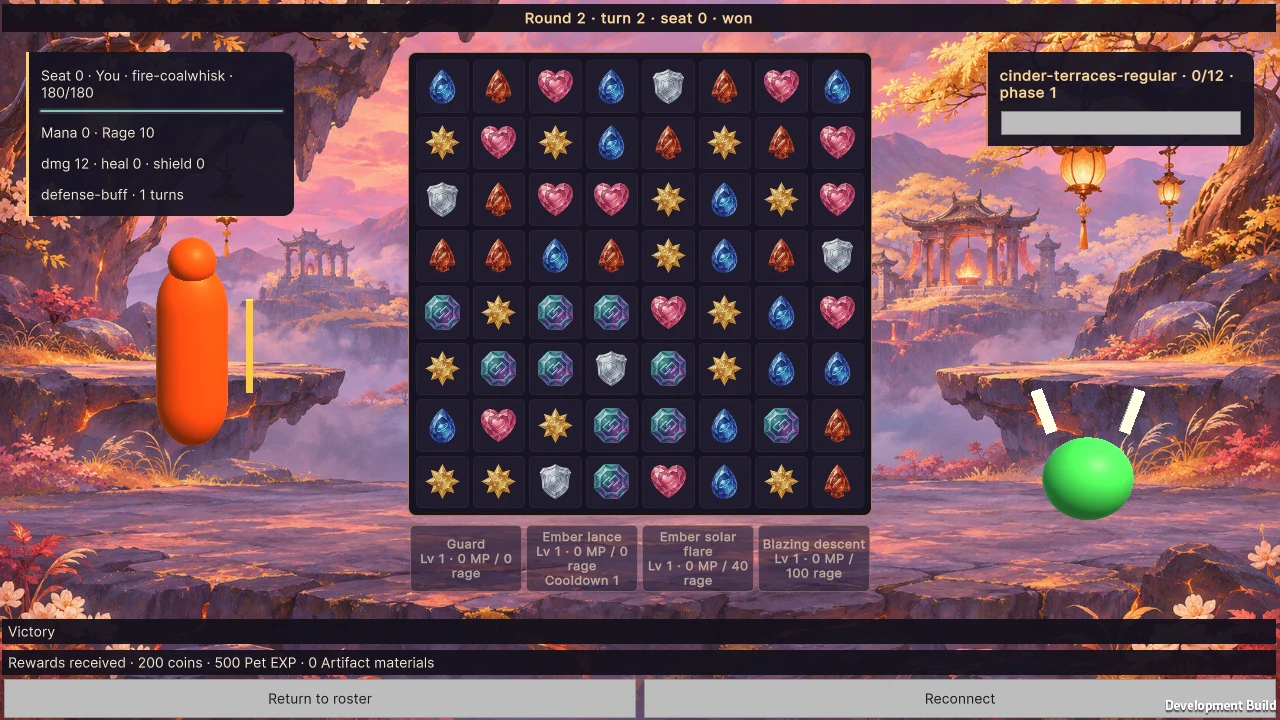 Round 2 · turn 2 · seat 0 · won
Seat 0 · You · fire-coalwhisk ·
180/180
Mana 0 · Rage 10
dmg 12 · heal 0 · shield 0
defense-buff · 1 turns
cinder-terraces-regular · 0/12 ·
phase 1
Guard
Lv 1 · 0 MP / 0
rage
Ember lance
Lv 1 · 0 MP / 0
rage
Cooldown 1
Ember solar
flare
Lv 1 · 0 MP / 40
rage
Blazing descent
Lv 1 · 0 MP /
100 rage
Victory
Rewards received · 200 coins · 500 Pet EXP · 0 Artifact materials
Return to roster
Reconnect
Development Build